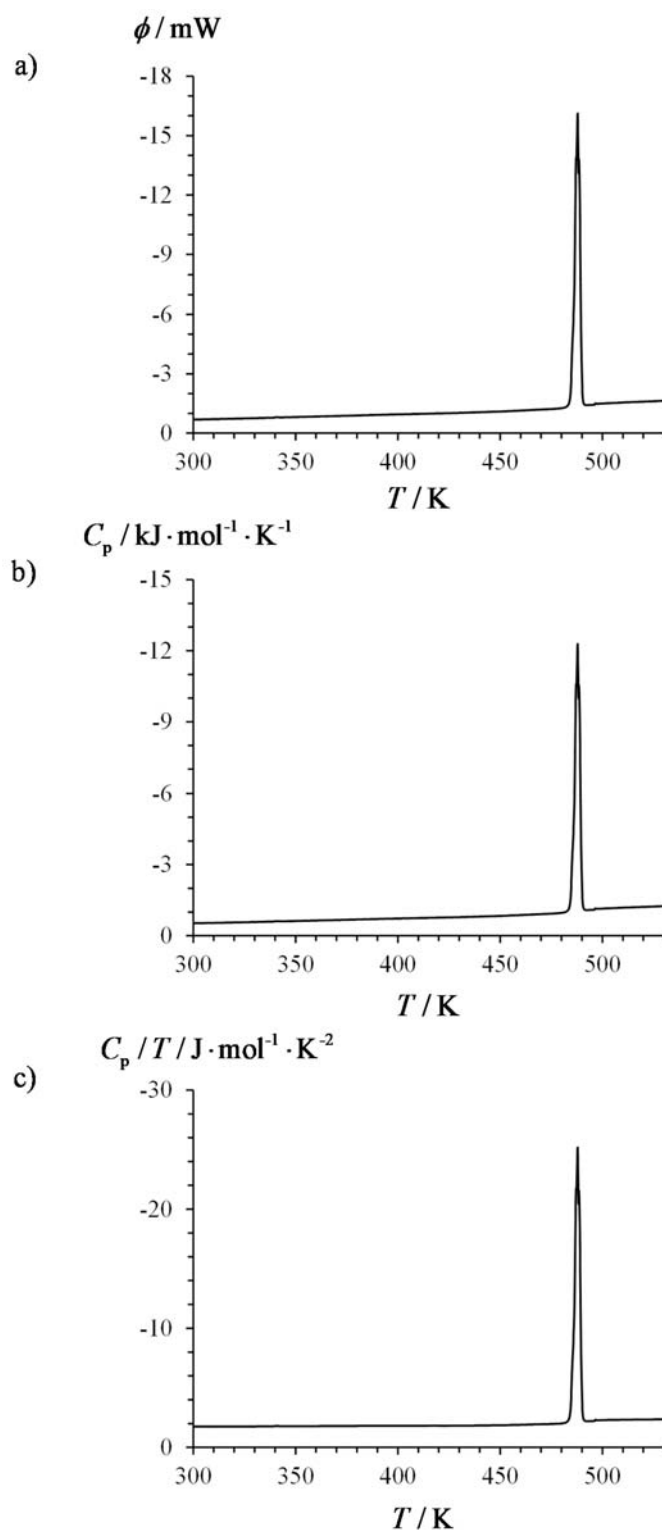 ϕ / mW
a)
-18
-15
-12
-9
-6
-3
0
300 350 400 450 500
T / K
C_p / kJ · mol^-1 · K^-1
b)
-15
-12
-9
-6
-3
0
300 350 400 450 500
T / K
C_p / T / J · mol^-1 · K^-2
c)
-30
-20
-10
0
300 350 400 450 500
T / K